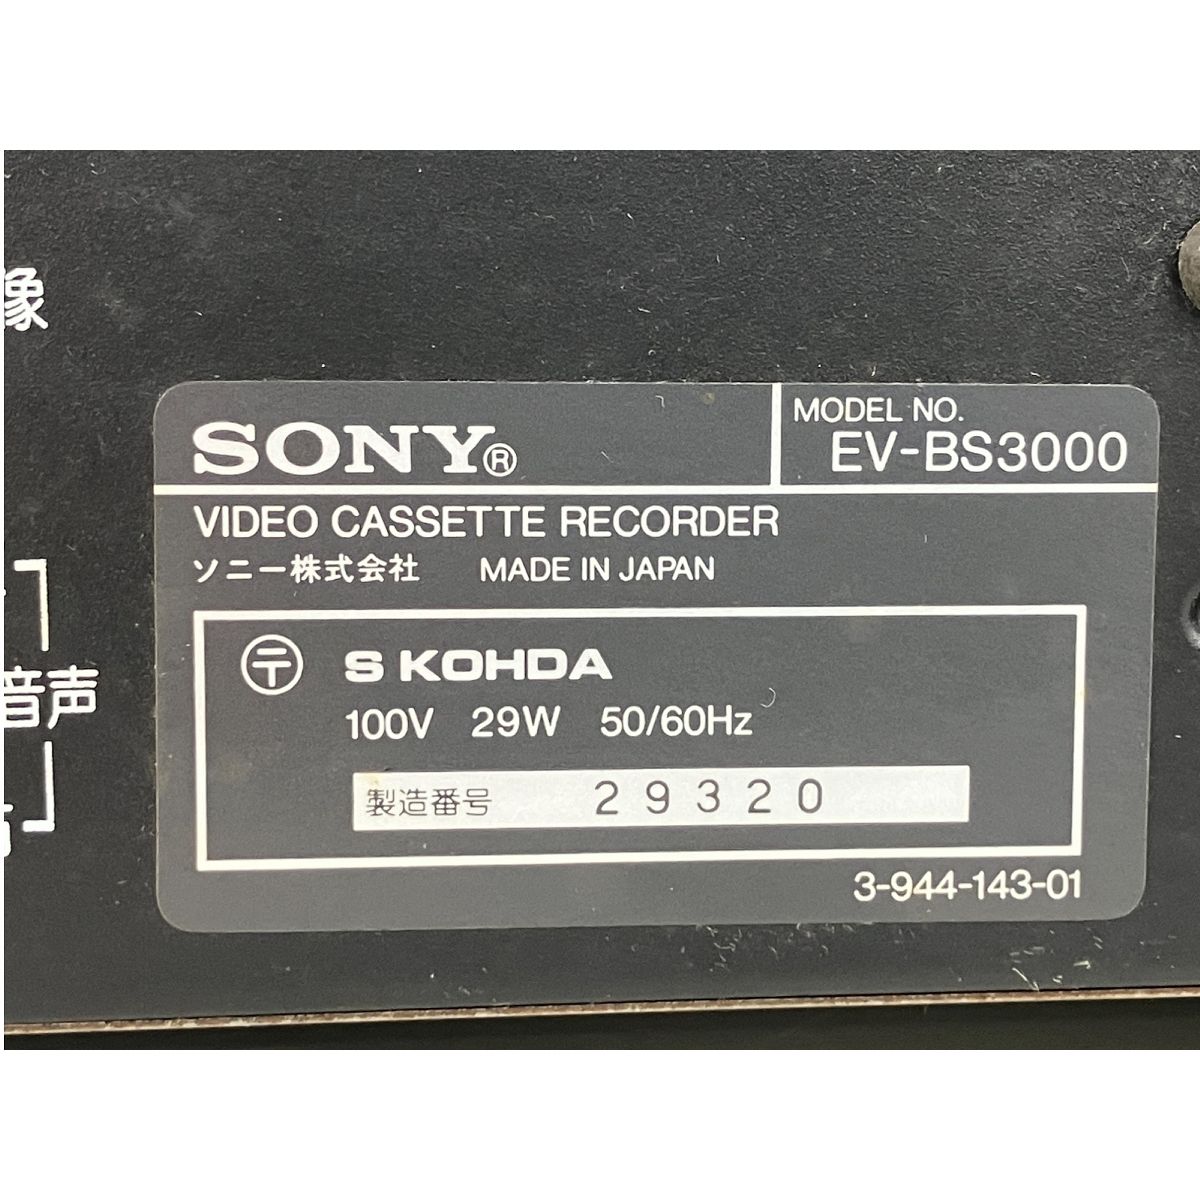 像
SONY®
MODEL NO.
EV-BS3000
VIDEO CASSETTE RECORDER
ソニー株式会社 MADE IN JAPAN
音声
〒 S KOHDA
100V 29W 50/60Hz
製造番号 29320
3-944-143-01